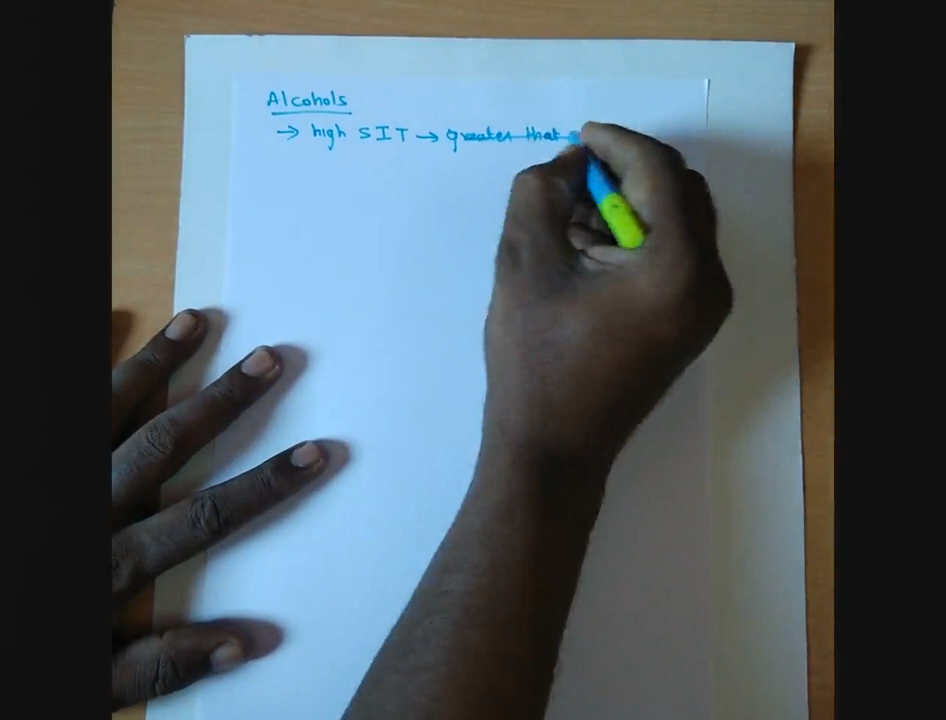 Alcohols
→ high SIT → greater that